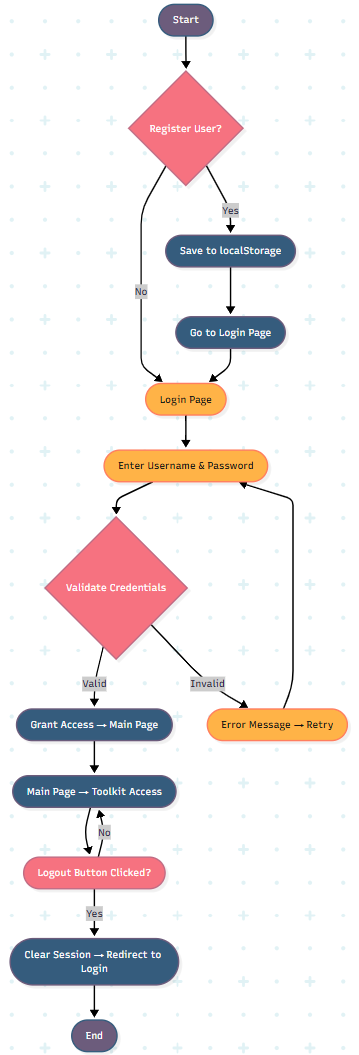 Start
Register User?
Yes
Save to localStorage
No
Go to Login Page
Login Page
Enter Username & Password
Validate Credentials
Valid
Invalid
Grant Access → Main Page
Error Message → Retry
Main Page → Toolkit Access
No
Logout Button Clicked?
Yes
Clear Session → Redirect to
Login
End